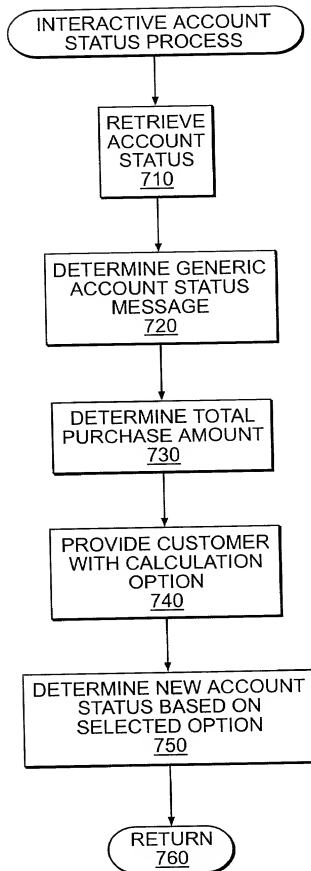 INTERACTIVE ACCOUNT
STATUS PROCESS
RETRIEVE
ACCOUNT
STATUS
710
DETERMINE GENERIC
ACCOUNT STATUS
MESSAGE
720
DETERMINE TOTAL
PURCHASE AMOUNT
730
PROVIDE CUSTOMER
WITH CALCULATION
OPTION
740
DETERMINE NEW ACCOUNT
STATUS BASED ON
SELECTED OPTION
750
RETURN
760